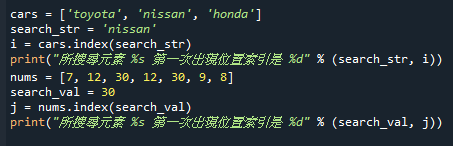 cars = ['toyota', 'nissan', 'honda']
search_str = 'nissan'
i = cars.index(search_str)
print("所搜尋元素 %s 第一次出現位置索引是 %d" % (search_str, i))
nums = [7, 12, 30, 12, 30, 9, 8]
search_val = 30
j = nums.index(search_val)
print("所搜尋元素 %s 第一次出現位置索引是 %d" % (search_val, j))